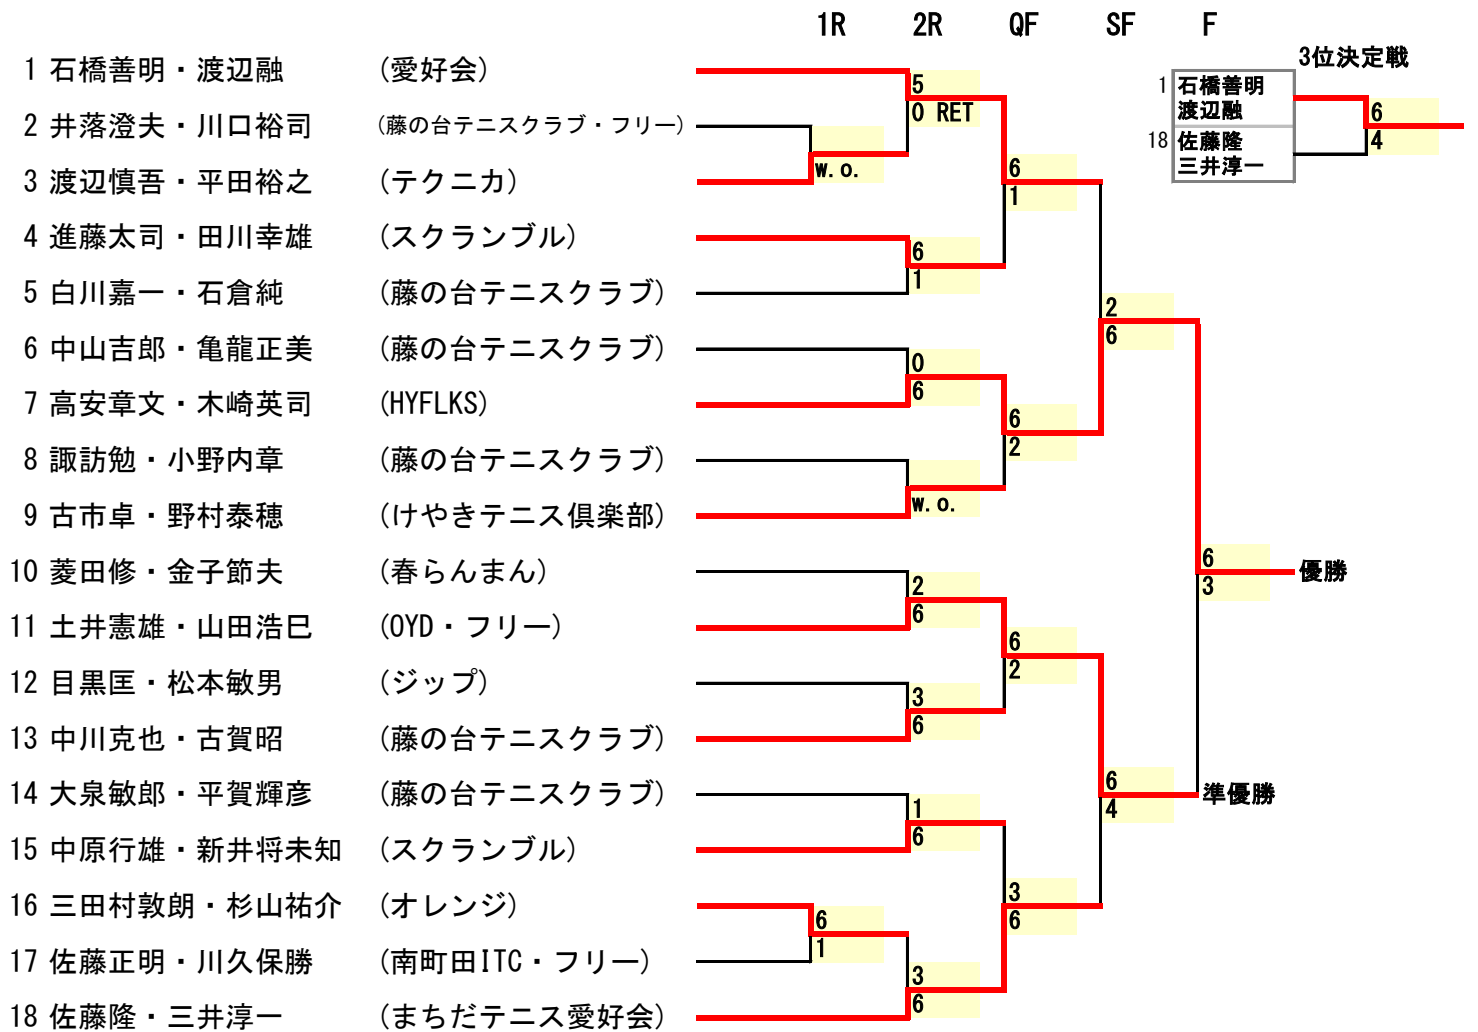 1R 2R QF SF F
3位決定戦
1 石橋善明・渡辺融 (愛好会)
5
0 RET
1 石橋善明
渡辺融
6
18 佐藤隆
三井淳一
4
2 井落澄夫・川口裕司 (藤の台テニスクラブ・フリー)
w.o.
3 渡辺慎吾・平田裕之 (テクニカ)
6
1
4 進藤太司・田川幸雄 (スクランブル)
6
1
5 白川嘉一・石倉純 (藤の台テニスクラブ)
2
6
6 中山吉郎・亀龍正美 (藤の台テニスクラブ)
0
6
7 高安章文・木崎英司 (HYFLKS)
6
2
8 諏訪勉・小野内章 (藤の台テニスクラブ)
w.o.
9 古市卓・野村泰穂 (けやきテニス倶楽部)
6
3
優勝
10 菱田修・金子節夫 (春らんまん)
2
6
11 土井憲雄・山田浩巳 (OYD・フリー)
6
2
12 目黒匡・松本敏男 (ジップ)
3
6
13 中川克也・古賀昭 (藤の台テニスクラブ)
6
4
準優勝
14 大泉敏郎・平賀輝彦 (藤の台テニスクラブ)
1
6
15 中原行雄・新井将未知 (スクランブル)
3
6
16 三田村敦朗・杉山祐介 (オレンジ)
6
1
17 佐藤正明・川久保勝 (南町田ITC・フリー)
3
6
18 佐藤隆・三井淳一 (まちだテニス愛好会)